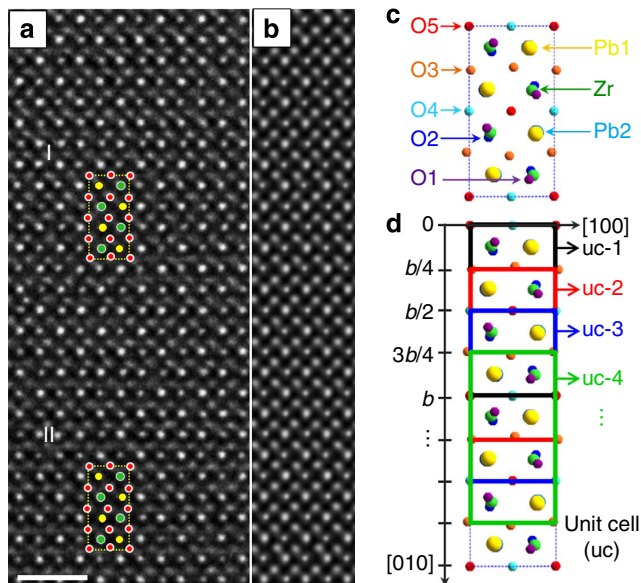 a
b
I
II
c
O5
O3
O4
O2
O1
Pb1
Zr
Pb2
d
0
[100]
b/4
b/2
3b/4
b
⋮
[010]
uc-1
uc-2
uc-3
uc-4
⋮
Unit cell
(uc)